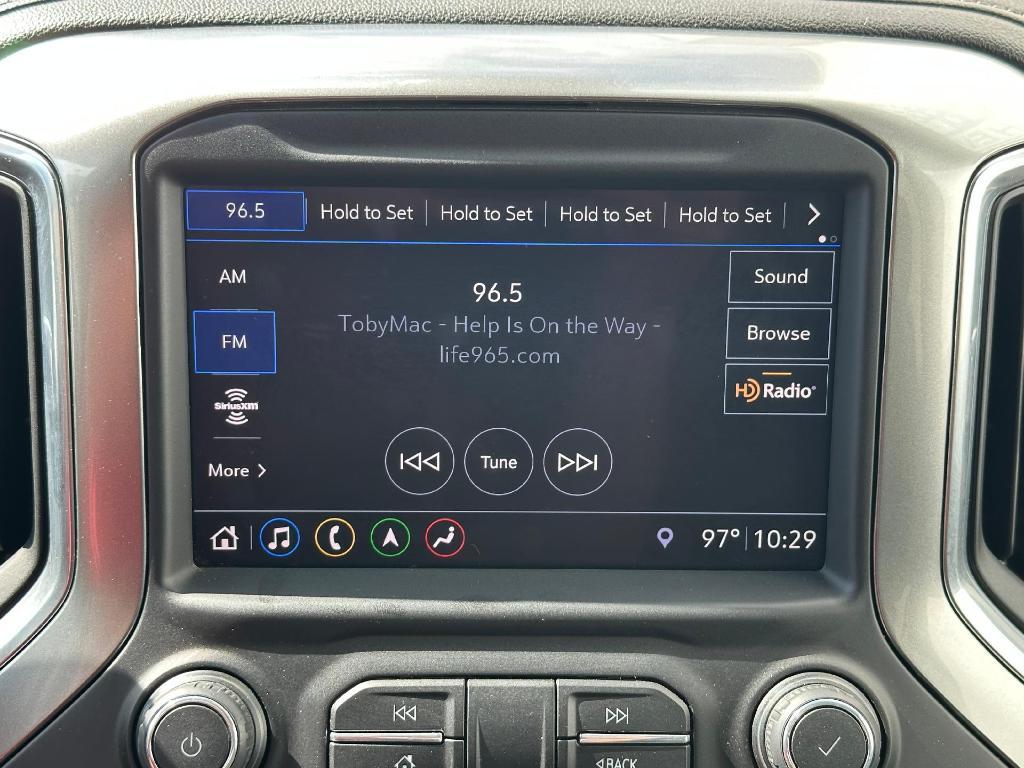 96.5 Hold to Set Hold to Set Hold to Set Hold to Set
AM
Sound
96.5
TobyMac - Help Is On the Way -
life965.com
FM
Browse
HD Radio®
SiriusXM
More
Tune
97° 10:29
BACK